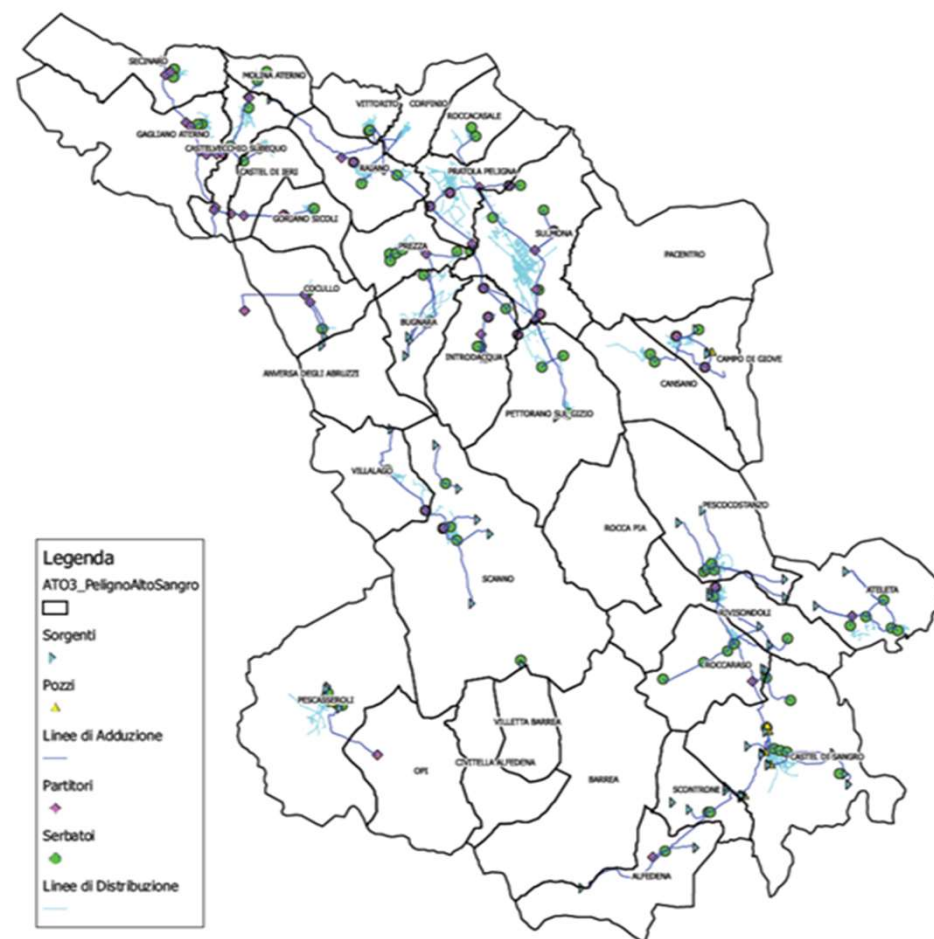 SECINARO
MOLINA ATERNO
VITTORITO
CORFINIO
ROCCACASALE
GAGLIANO ATERNO
CASTELVECCHIO SUBEQUO
CASTEL DI IERI
RAIANO
PRATOLA PELIGNA
GORIANO SICOLI
SULMONA
PREZZA
PACENTRO
COCULLO
BUGNARA
INTRODACQUA
CAMPO DI GIOVE
ANVERSA DEGLI ABRUZZI
CANSANO
PETTORANO SUL GIZIO
VILLALAGO
PESCOCOSTANZO
ROCCA PIA
SCANNO
ATELETA
RIVISONDOLI
ROCCARASO
PESCASSEROLI
VILLETTA BARREA
CASTEL DI SANGRO
CIVITELLA ALFEDENA
OPI
BARREA
SCONTRONE
ALFEDENA
Legenda
ATO3_PelignoAltoSangro
Sorgenti
Pozzi
Linee di Adduzione
Partitori
Serbatoi
Linee di Distribuzione